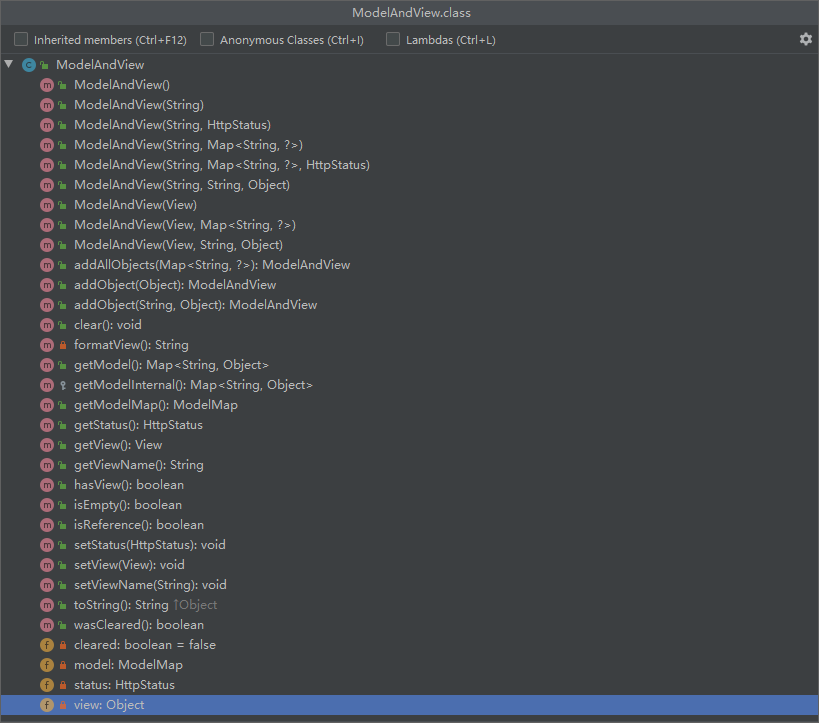 ModelAndView.class
Inherited members (Ctrl+F12) Anonymous Classes (Ctrl+I) Lambdas (Ctrl+L)
ModelAndView
ModelAndView()
ModelAndView(String)
ModelAndView(String, HttpStatus)
ModelAndView(String, Map<String, ?>)
ModelAndView(String, Map<String, ?>, HttpStatus)
ModelAndView(String, String, Object)
ModelAndView(View)
ModelAndView(View, Map<String, ?>)
ModelAndView(View, String, Object)
addAllObjects(Map<String, ?>): ModelAndView
addObject(Object): ModelAndView
addObject(String, Object): ModelAndView
clear(): void
formatView(): String
getModel(): Map<String, Object>
getModelInternal(): Map<String, Object>
getModelMap(): ModelMap
getStatus(): HttpStatus
getView(): View
getViewName(): String
hasView(): boolean
isEmpty(): boolean
isReference(): boolean
setStatus(HttpStatus): void
setView(View): void
setViewName(String): void
toString(): String ↑Object
wasCleared(): boolean
cleared: boolean = false
model: ModelMap
status: HttpStatus
view: Object